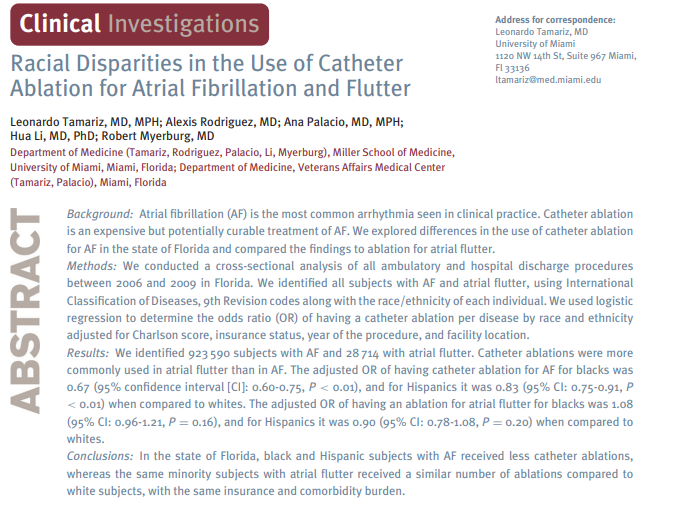 Clinical Investigations
Address for correspondence:
Leonardo Tamariz, MD
University of Miami
1120 NW 14th St, Suite 967 Miami,
Fl 33136
ltamariz@med.miami.edu
Racial Disparities in the Use of Catheter
Ablation for Atrial Fibrillation and Flutter
Leonardo Tamariz, MD, MPH; Alexis Rodriguez, MD; Ana Palacio, MD, MPH;
Hua Li, MD, PhD; Robert Myerburg, MD
Department of Medicine (Tamariz, Rodriguez, Palacio, Li, Myerburg), Miller School of Medicine,
University of Miami, Miami, Florida; Department of Medicine, Veterans Affairs Medical Center
(Tamariz, Palacio), Miami, Florida
ABSTRACT
Background: Atrial fibrillation (AF) is the most common arrhythmia seen in clinical practice. Catheter ablation
is an expensive but potentially curable treatment of AF. We explored differences in the use of catheter ablation
for AF in the state of Florida and compared the findings to ablation for atrial flutter.
Methods: We conducted a cross-sectional analysis of all ambulatory and hospital discharge procedures
between 2006 and 2009 in Florida. We identified all subjects with AF and atrial flutter, using International
Classification of Diseases, 9th Revision codes along with the race/ethnicity of each individual. We used logistic
regression to determine the odds ratio (OR) of having a catheter ablation per disease by race and ethnicity
adjusted for Charlson score, insurance status, year of the procedure, and facility location.
Results: We identified 923 590 subjects with AF and 28 714 with atrial flutter. Catheter ablations were more
commonly used in atrial flutter than in AF. The adjusted OR of having catheter ablation for AF for blacks was
0.67 (95% confidence interval [CI]: 0.60-0.75, P < 0.01), and for Hispanics it was 0.83 (95% CI: 0.75-0.91, P
< 0.01) when compared to whites. The adjusted OR of having an ablation for atrial flutter for blacks was 1.08
(95% CI: 0.96-1.21, P = 0.16), and for Hispanics it was 0.90 (95% CI: 0.78-1.08, P = 0.20) when compared to
whites.
Conclusions: In the state of Florida, black and Hispanic subjects with AF received less catheter ablations,
whereas the same minority subjects with atrial flutter received a similar number of ablations compared to
white subjects, with the same insurance and comorbidity burden.